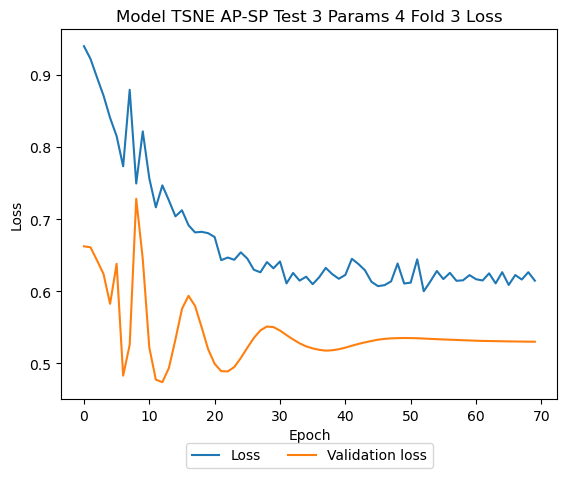 Model TSNE AP-SP Test 3 Params 4 Fold 3 Loss
0.9
0.8
0.7
0.6
0.5
Loss
0 10 20 30 40 50 60 70
Epoch
Loss Validation loss